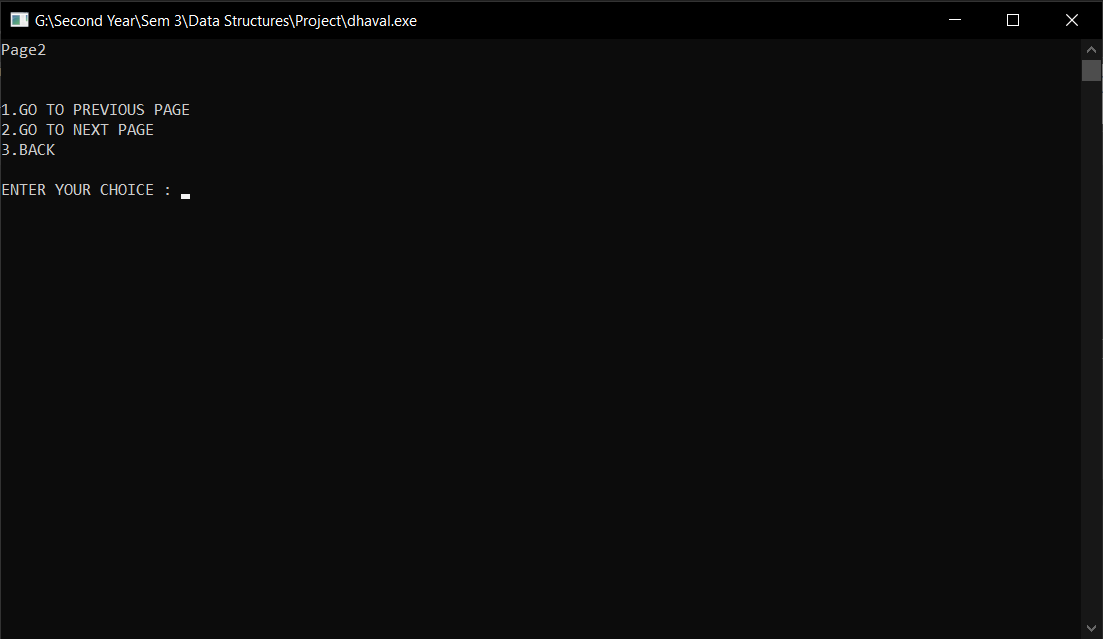 G:\Second Year\Sem 3\Data Structures\Project\dhaval.exe
Page2
1.GO TO PREVIOUS PAGE
2.GO TO NEXT PAGE
3.BACK
ENTER YOUR CHOICE :